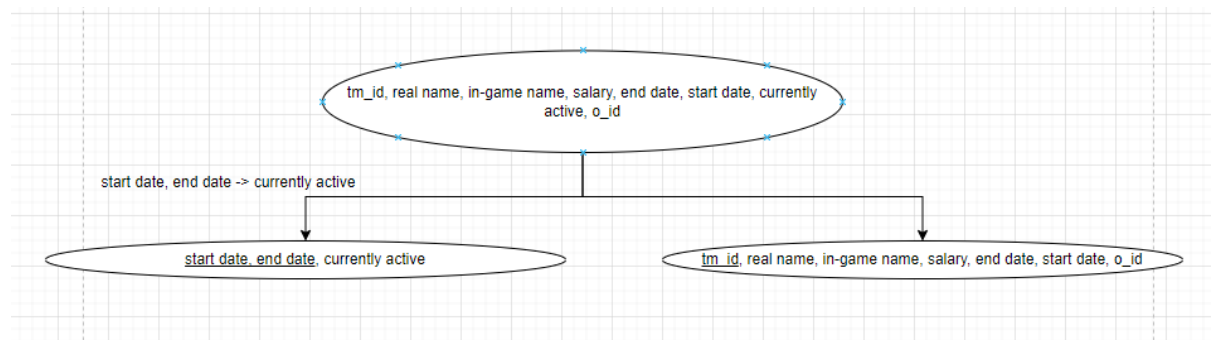 tm_id, real name, in-game name, salary, end date, start date, currently
active, o_id
start date, end date -> currently active
start date, end date, currently active
tm_id, real name, in-game name, salary, end date, start date, o_id